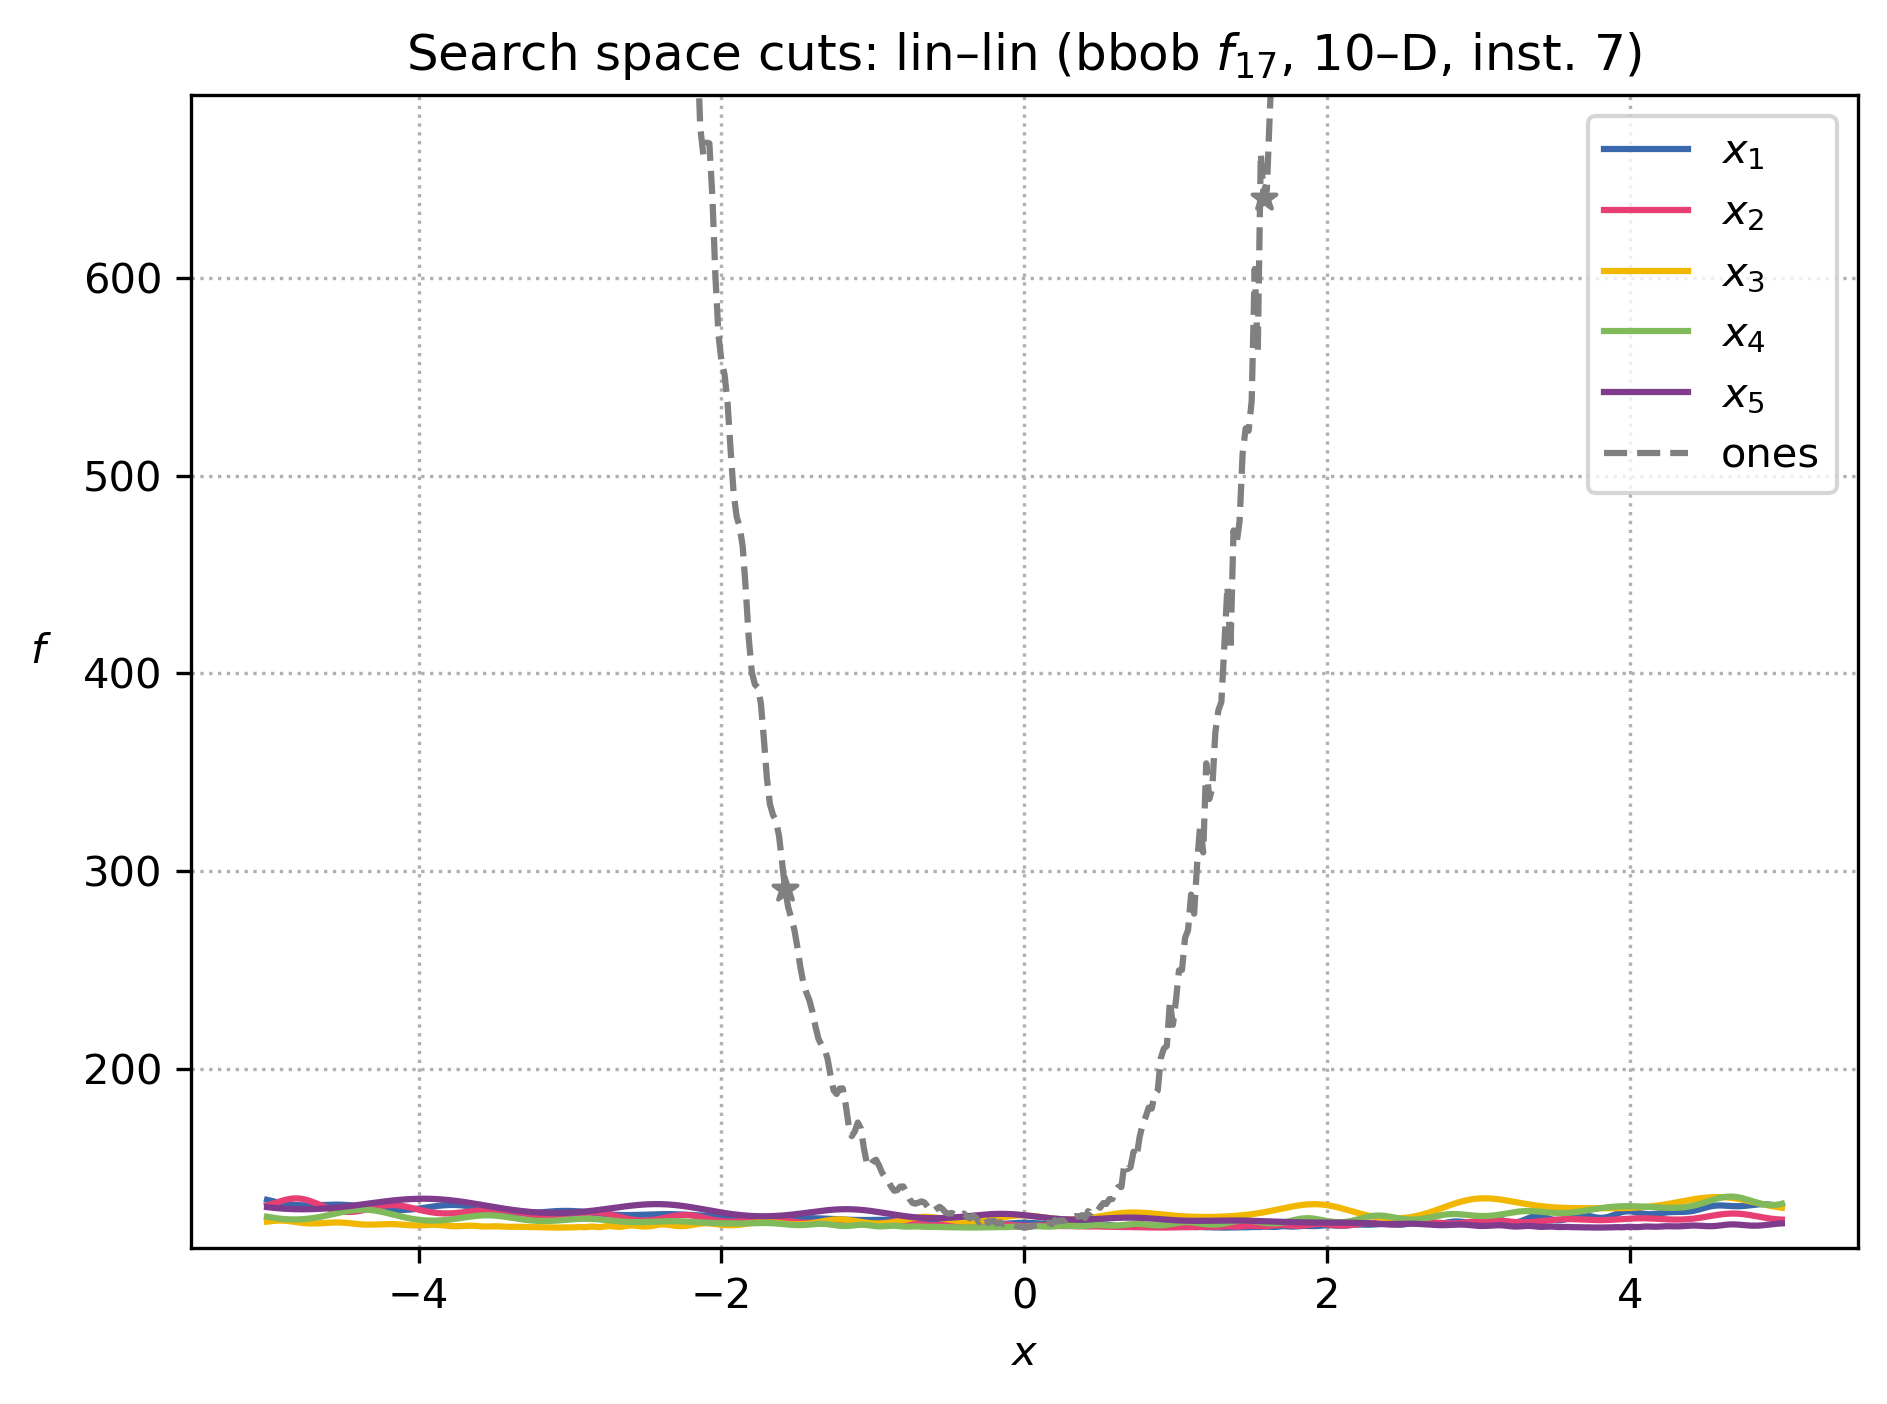 Search space cuts: lin–lin (bbob f₁₇, 10–D, inst. 7)
x₁
x₂
x₃
x₄
x₅
ones
600
500
400
300
200
f
−4
−2
0
2
4
x